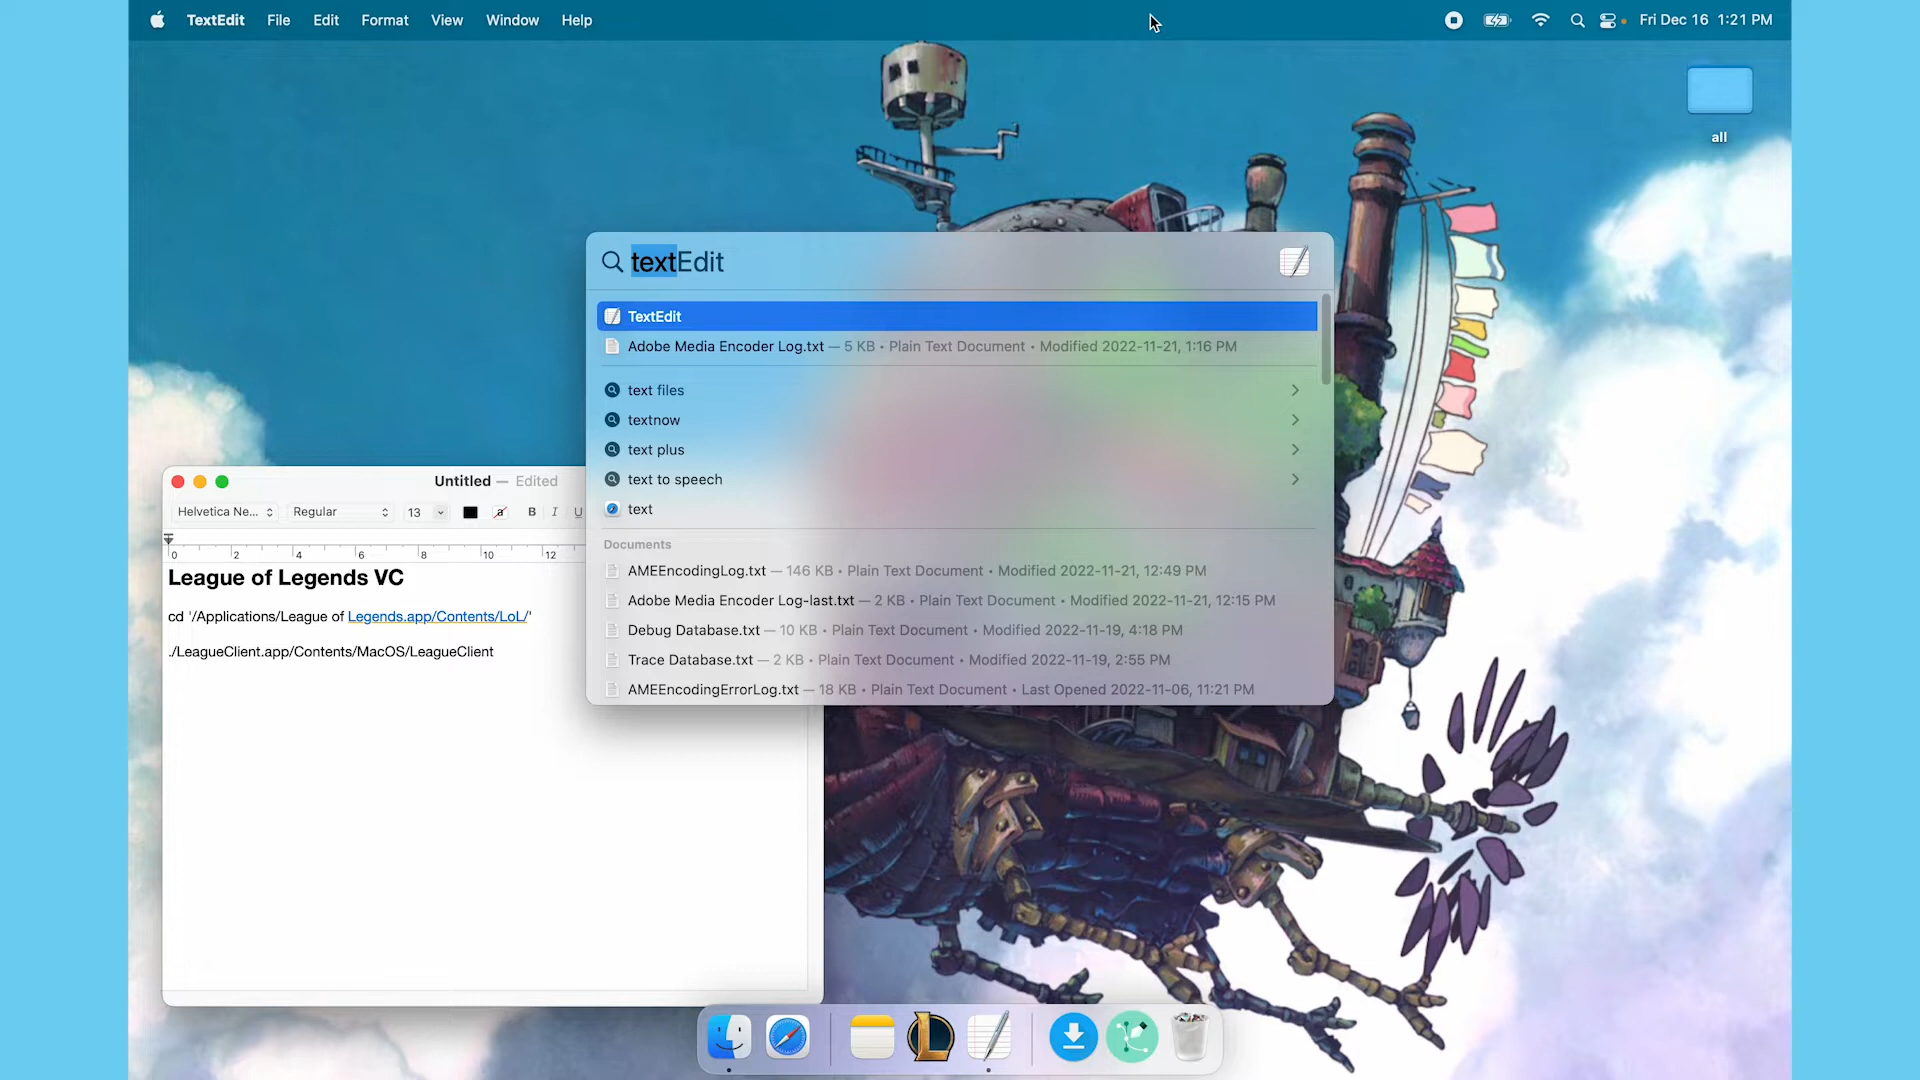 TextEdit File Edit Format View Window Help Fri Dec 16 1:21 PM
all
textEdit
TextEdit
Adobe Media Encoder Log.txt — 5 KB • Plain Text Document • Modified 2022-11-21, 1:16 PM
text files
textnow
text plus
text to speech
text
Documents
AMEEncodingLog.txt — 146 KB • Plain Text Document • Modified 2022-11-21, 12:49 PM
Adobe Media Encoder Log-last.txt — 2 KB • Plain Text Document • Modified 2022-11-21, 12:15 PM
Debug Database.txt — 10 KB • Plain Text Document • Modified 2022-11-19, 4:18 PM
Trace Database.txt — 2 KB • Plain Text Document • Modified 2022-11-19, 2:55 PM
AMEEncodingErrorLog.txt — 18 KB • Plain Text Document • Last Opened 2022-11-06, 11:21 PM
Untitled — Edited
Helvetica Ne... Regular 13 a B I U
0 2 4 6 8 10 12
League of Legends VC
cd '/Applications/League of Legends.app/Contents/LoL/'
./LeagueClient.app/Contents/MacOS/LeagueClient